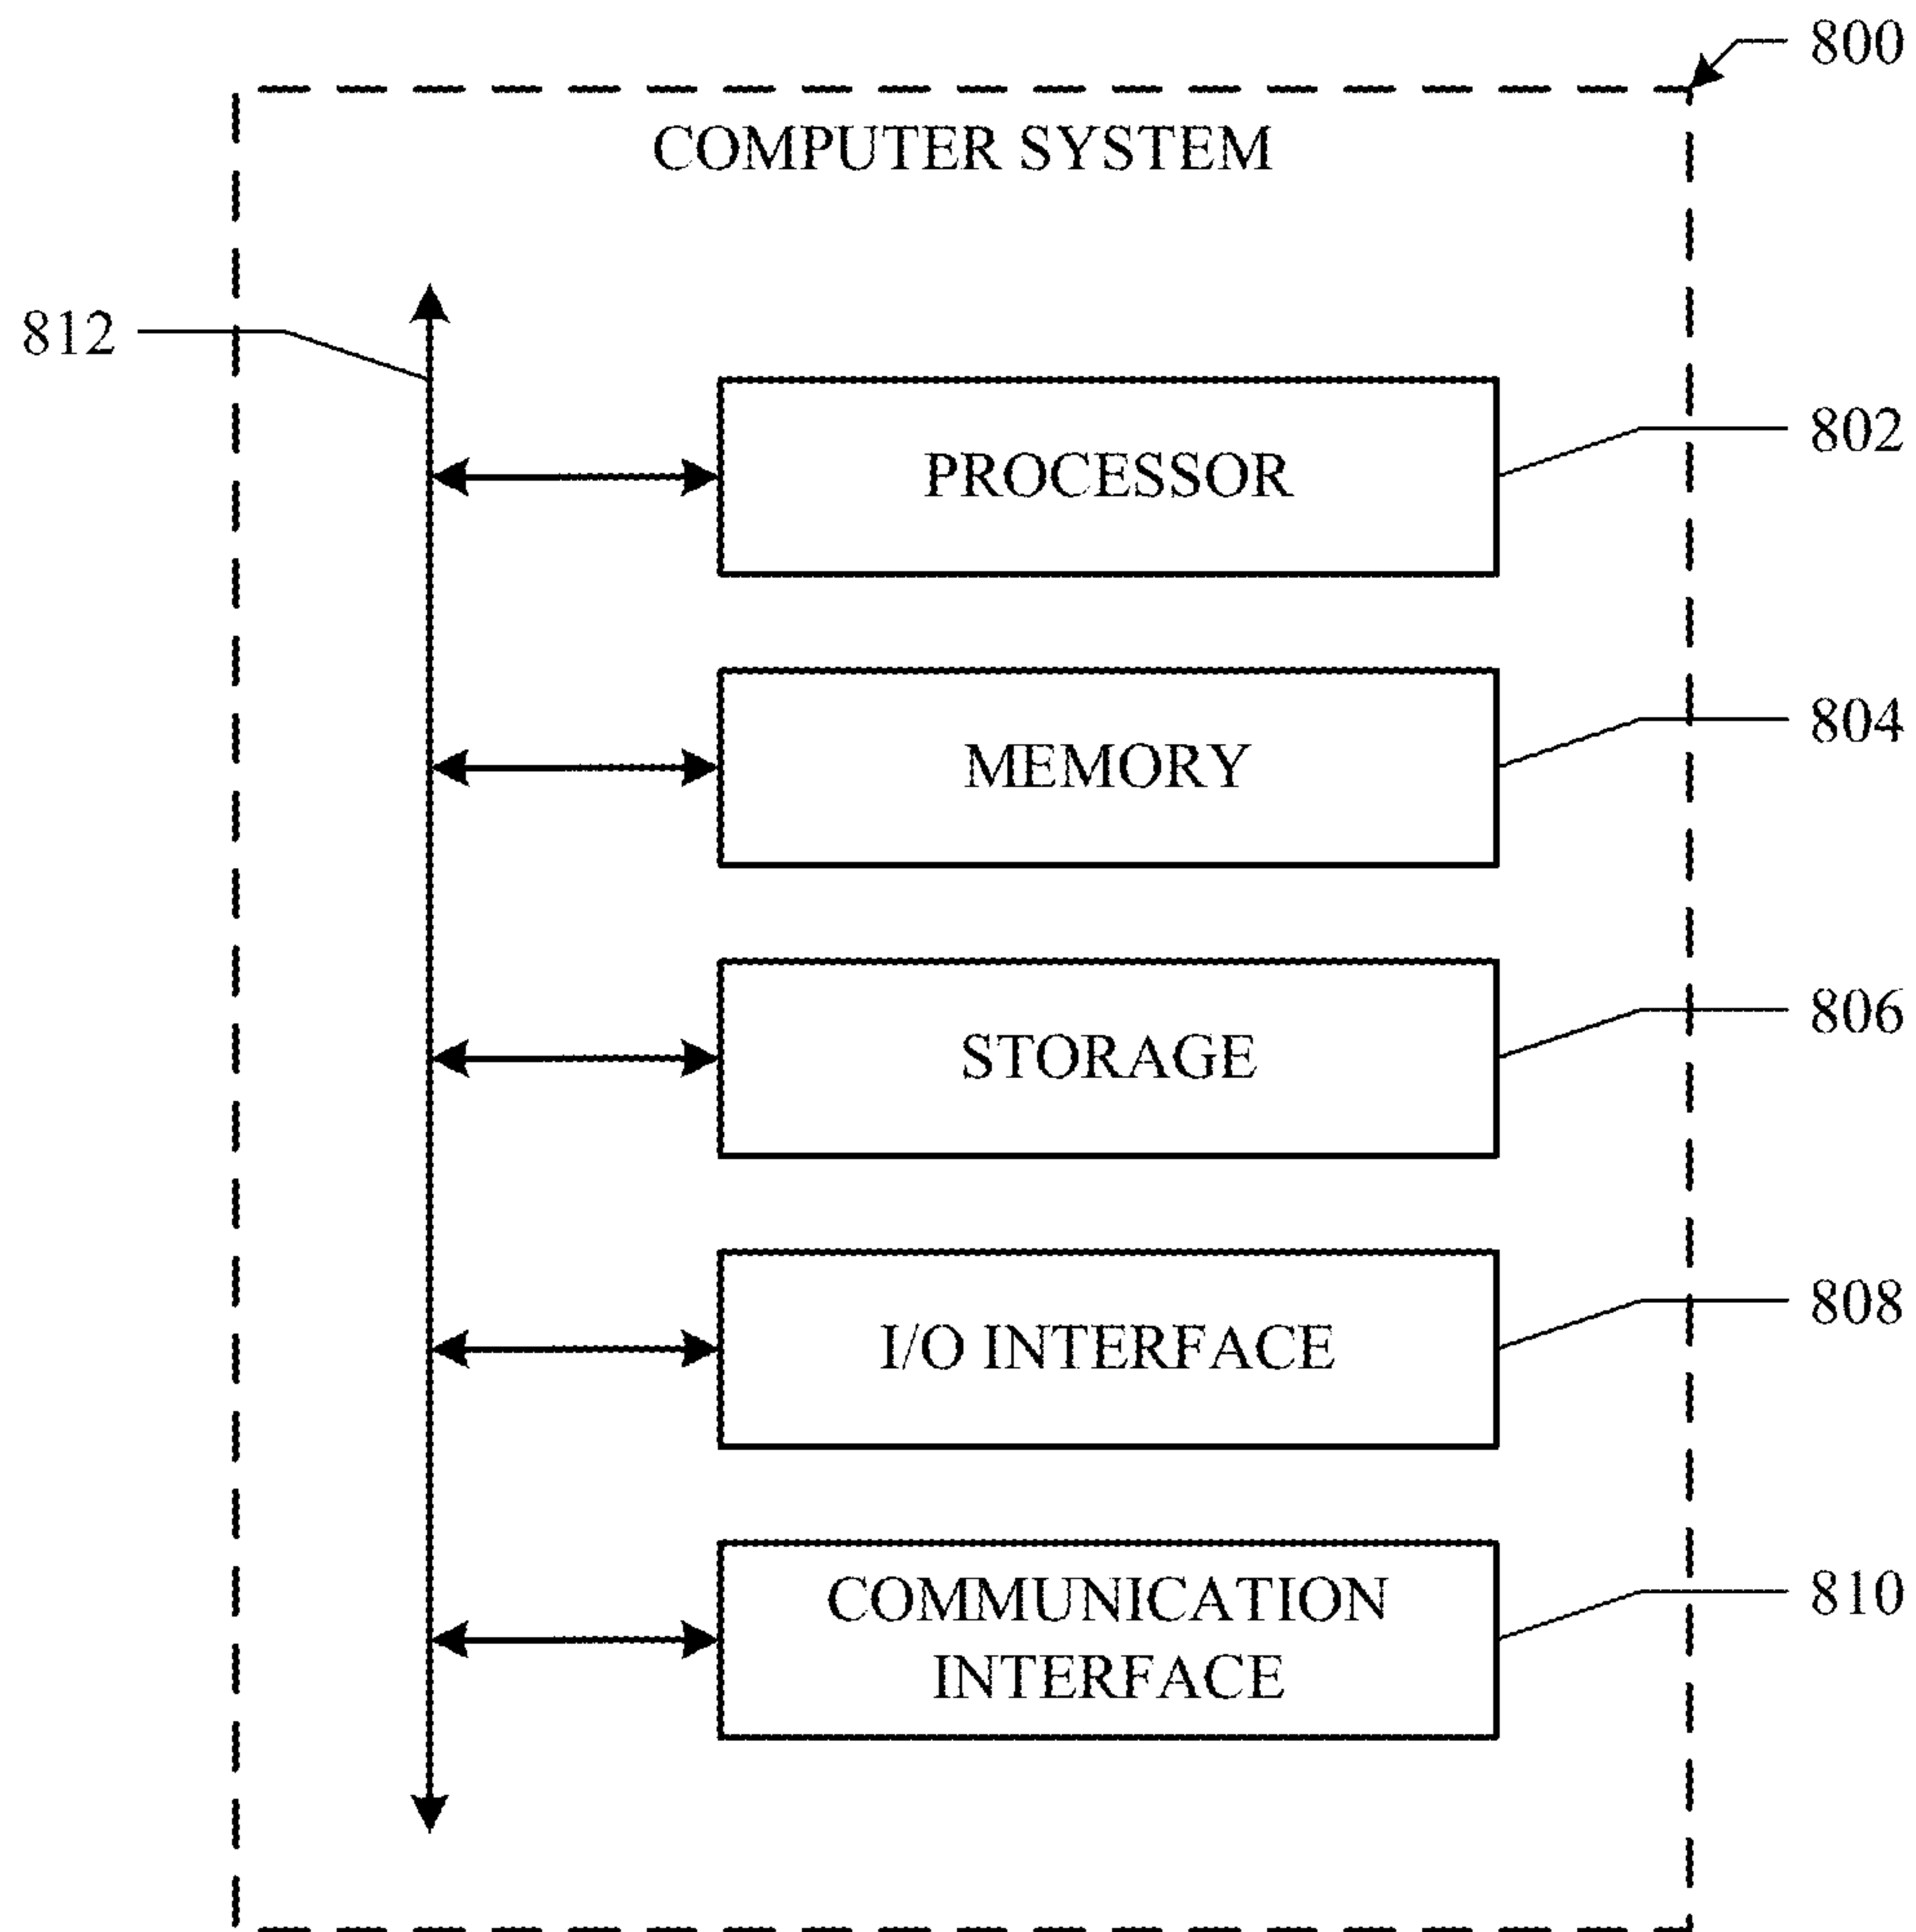 800
COMPUTER SYSTEM
812
802
PROCESSOR
804
MEMORY
806
STORAGE
808
I/O INTERFACE
810
COMMUNICATION
INTERFACE